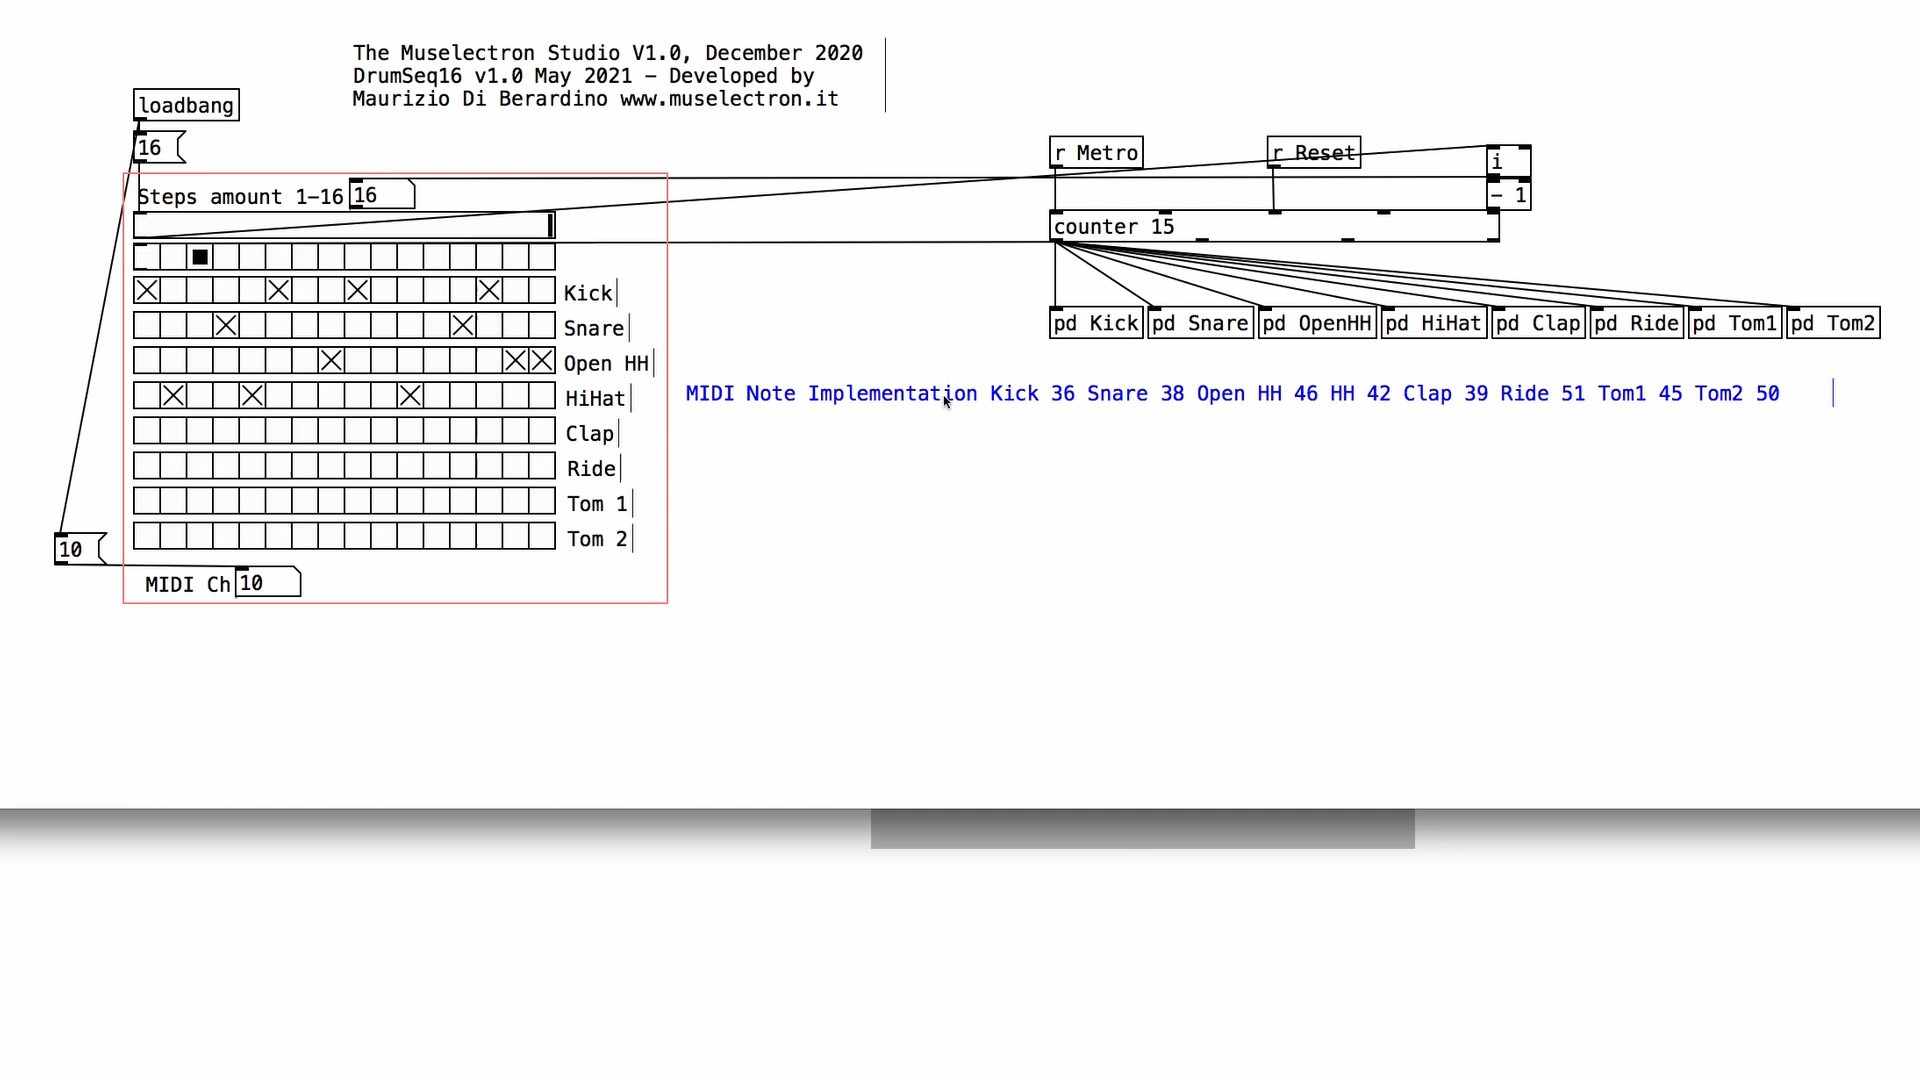 The Muselectron Studio V1.0, December 2020
DrumSeq16 v1.0 May 2021 – Developed by
Maurizio Di Berardino www.muselectron.it
loadbang
16
r Metro
r Reset
i
Steps amount 1–16 16
– 1
counter 15
Kick
pd Kick pd Snare pd OpenHH pd HiHat pd Clap pd Ride pd Tom1 pd Tom2
Snare
Open HH
HiHat
MIDI Note Implementation Kick 36 Snare 38 Open HH 46 HH 42 Clap 39 Ride 51 Tom1 45 Tom2 50
Clap
Ride
Tom 1
Tom 2
10
MIDI Ch 10